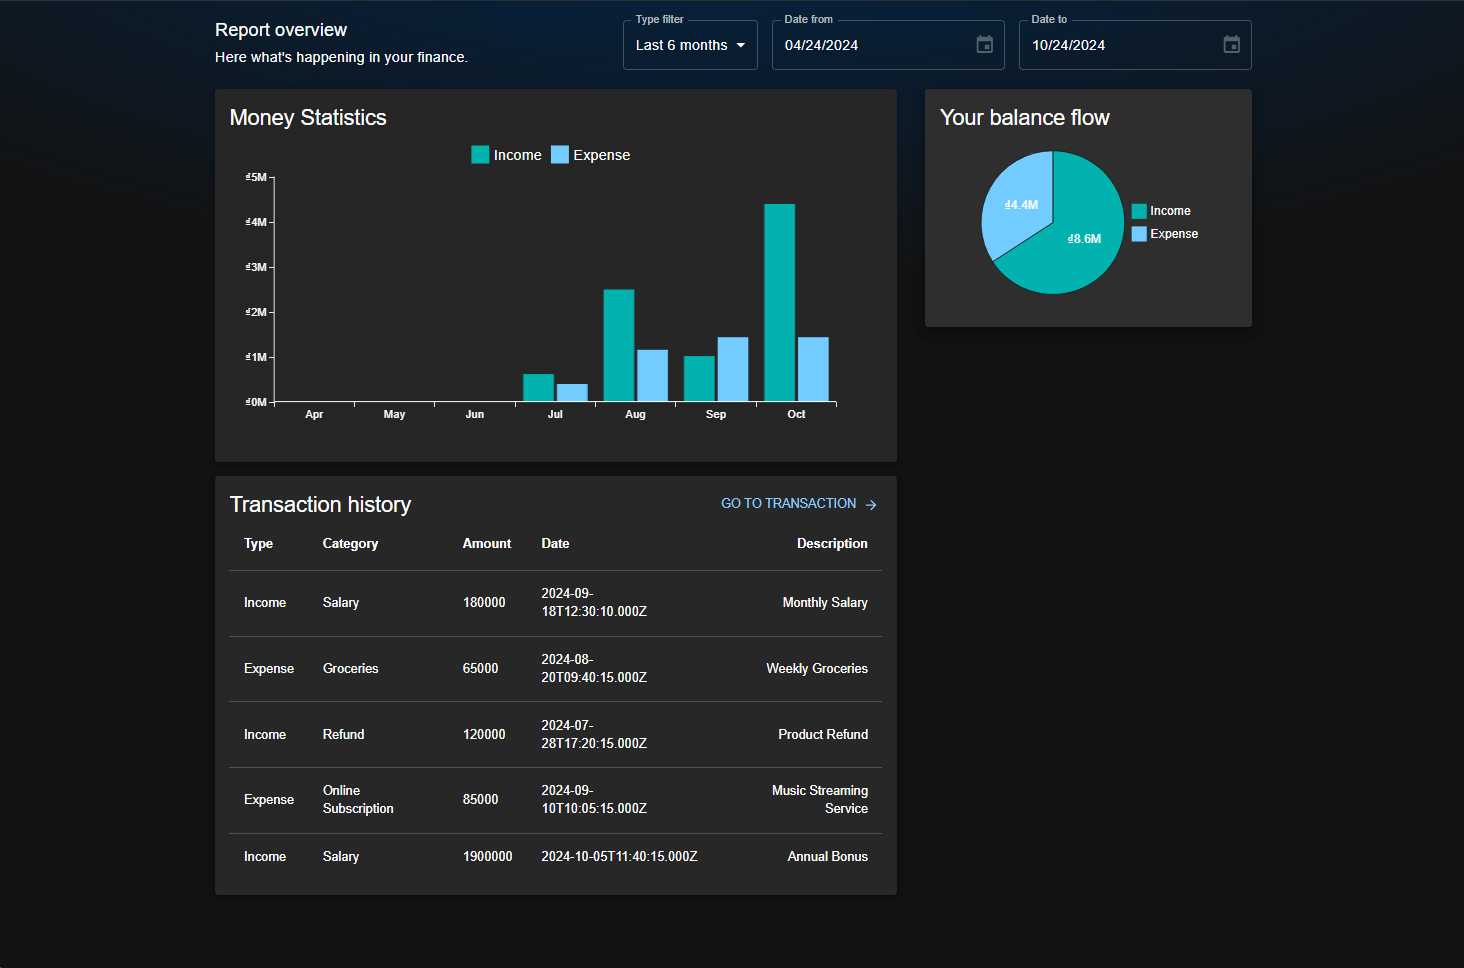 Report overview
Here what's happening in your finance.
Type filter
Last 6 months
Date from
04/24/2024
Date to
10/24/2024
Money Statistics
Income Expense
₫5M
₫4M
₫3M
₫2M
₫1M
₫0M
Apr May Jun Jul Aug Sep Oct
Your balance flow
₫4.4M
₫8.6M
Income
Expense
Transaction history
GO TO TRANSACTION
Type Category Amount Date Description
Income Salary 180000 2024-09-
18T12:30:10.000Z Monthly Salary
Expense Groceries 65000 2024-08-
20T09:40:15.000Z Weekly Groceries
Income Refund 120000 2024-07-
28T17:20:15.000Z Product Refund
Expense Online
Subscription 85000 2024-09-
10T10:05:15.000Z Music Streaming
Service
Income Salary 1900000 2024-10-05T11:40:15.000Z Annual Bonus